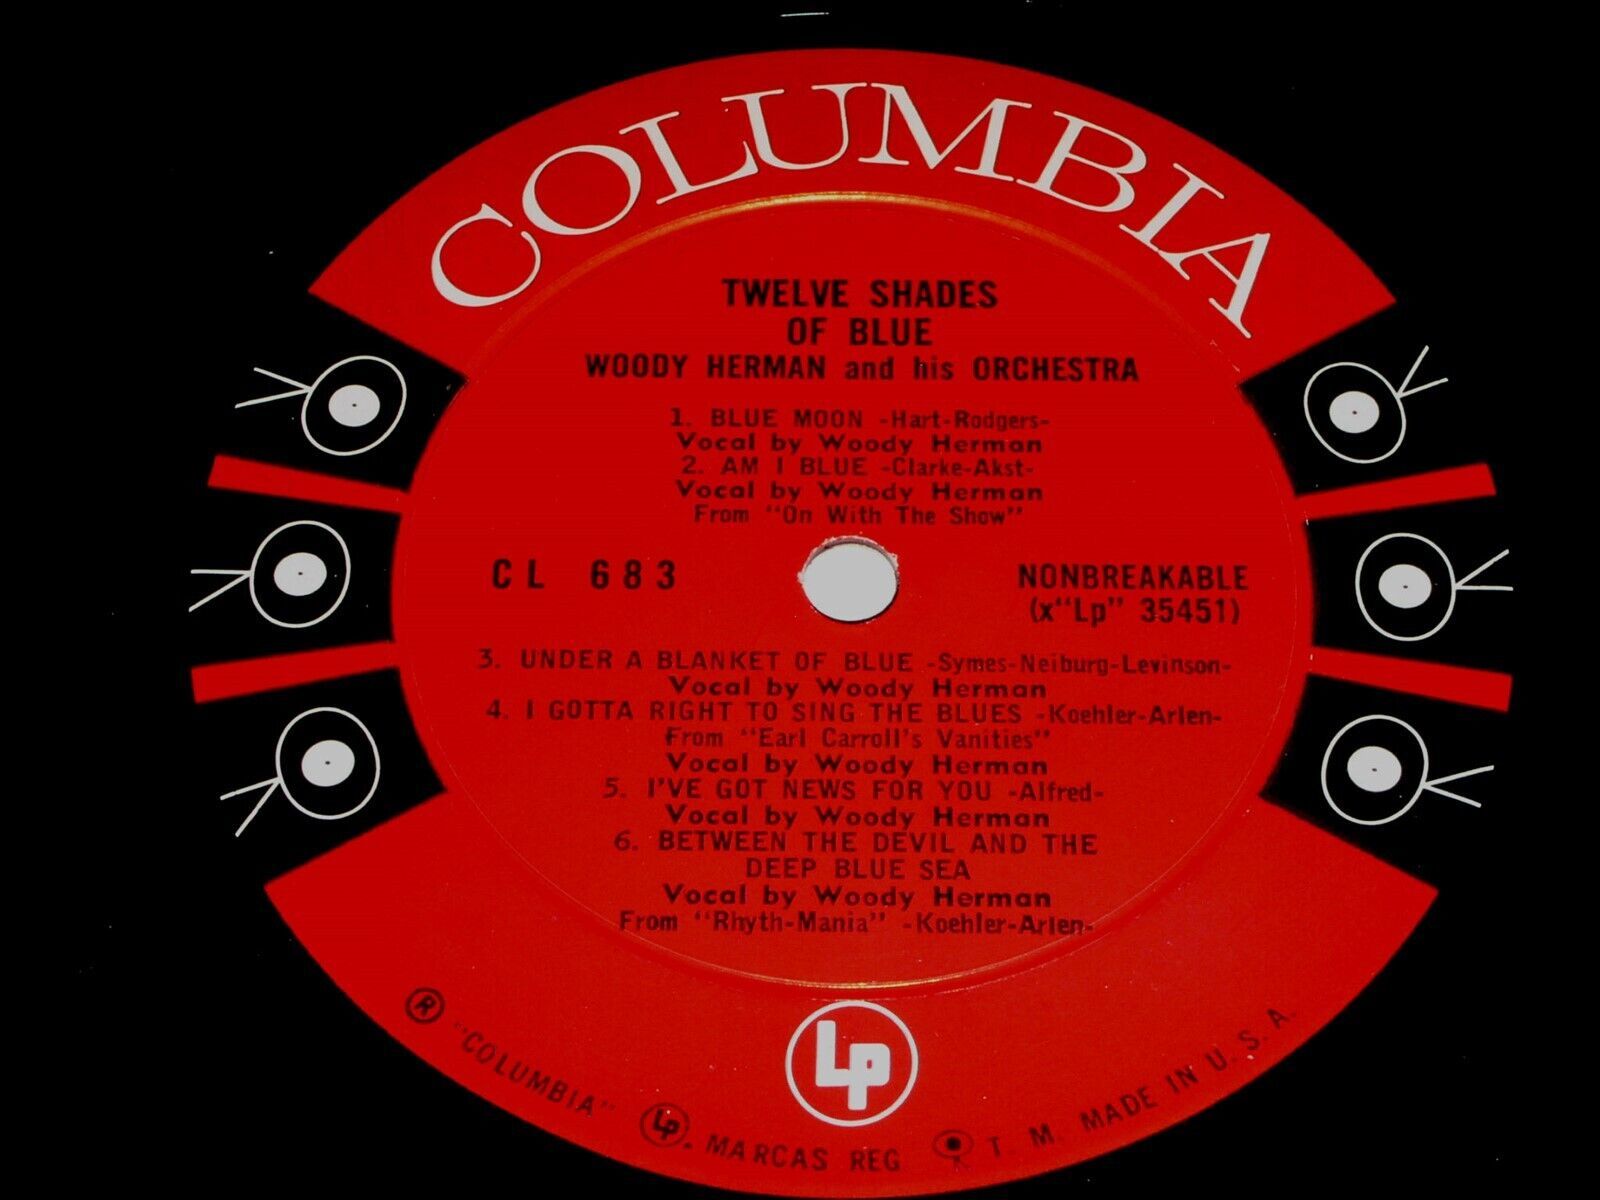 COLUMBIA
TWELVE SHADES
OF BLUE
WOODY HERMAN and his ORCHESTRA
1. BLUE MOON -Hart-Rodgers-
Vocal by Woody Herman
2. AM I BLUE -Clarke-Akst-
Vocal by Woody Herman
From "On With The Show"
CL 683
NONBREAKABLE
(x"Lp" 35451)
3. UNDER A BLANKET OF BLUE -Symes-Neiburg-Levinson-
Vocal by Woody Herman
4. I GOTTA RIGHT TO SING THE BLUES -Koehler-Arlen-
From "Earl Carroll's Vanities"
Vocal by Woody Herman
5. I'VE GOT NEWS FOR YOU -Alfred-
Vocal by Woody Herman
6. BETWEEN THE DEVIL AND THE
DEEP BLUE SEA
Vocal by Woody Herman
From "Rhyth-Mania" -Koehler-Arlen-
Lp
® "COLUMBIA" Lp. MARCAS REG T. M. MADE IN U. S. A.